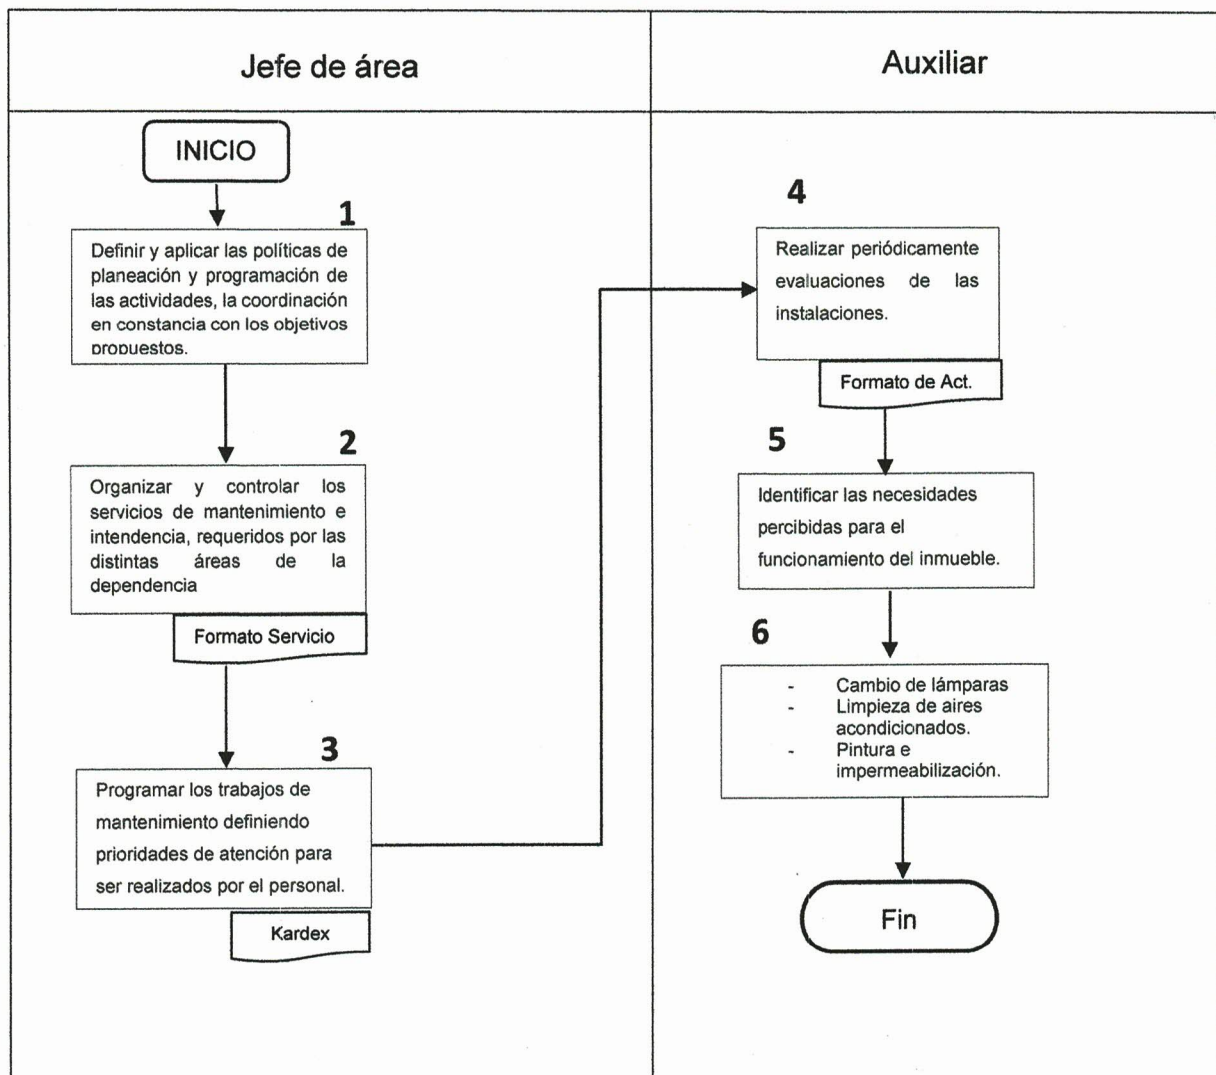 Jefe de área
Auxiliar
INICIO
1
Definir y aplicar las políticas de
planeación y programación de
las actividades, la coordinación
en constancia con los objetivos
propuestos.
2
Organizar y controlar los
servicios de mantenimiento e
intendencia, requeridos por las
distintas áreas de la
dependencia
Formato Servicio
3
Programar los trabajos de
mantenimiento definiendo
prioridades de atención para
ser realizados por el personal.
Kardex
4
Realizar periódicamente
evaluaciones de las
instalaciones.
Formato de Act.
5
Identificar las necesidades
percibidas para el
funcionamiento del inmueble.
6
- Cambio de lámparas
- Limpieza de aires
acondicionados.
- Pintura e
impermeabilización.
Fin